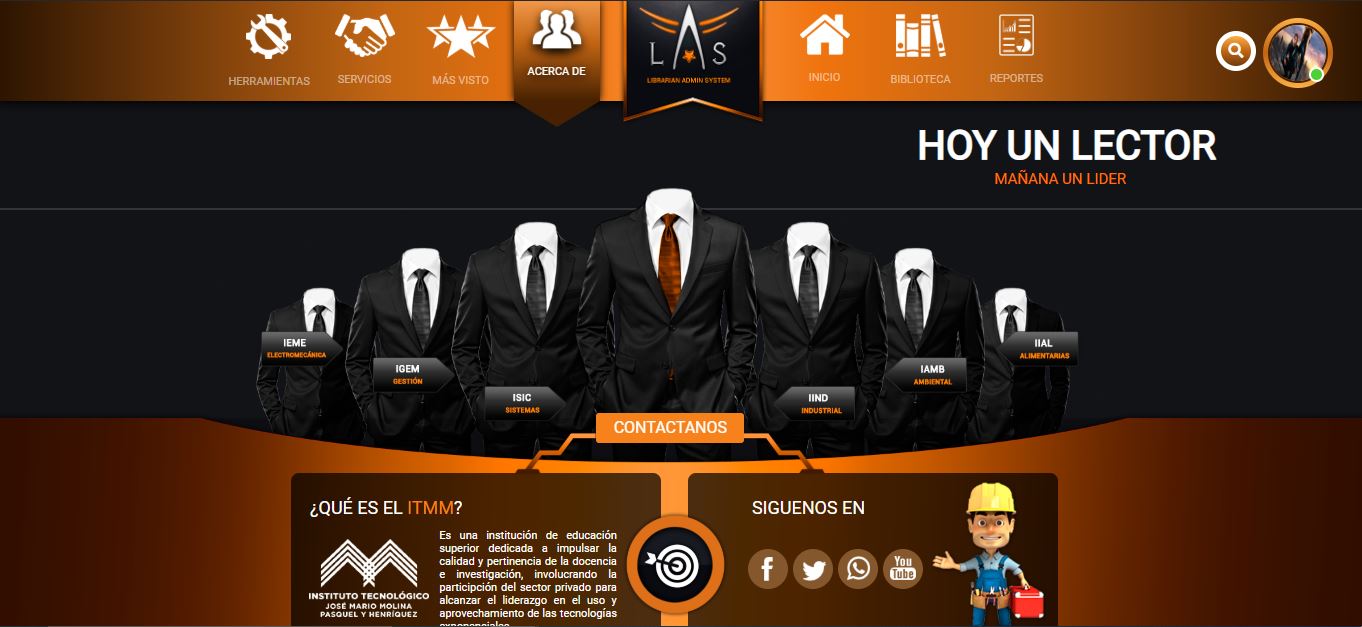 HERRAMIENTAS
SERVICIOS
MÁS VISTO
ACERCA DE
LAS
LIBRARIAN ADMIN SYSTEM
INICIO
BIBLIOTECA
REPORTES
HOY UN LECTOR
MAÑANA UN LIDER
IEME
ELECTROMECÁNICA
IGEM
GESTIÓN
ISIC
SISTEMAS
IIND
INDUSTRIAL
IAMB
AMBIENTAL
IIAL
ALIMENTARIAS
CONTACTANOS
¿QUÉ ES EL ITMM?
INSTITUTO TECNOLÓGICO
JOSÉ MARIO MOLINA
PASQUEL Y HENRÍQUEZ
Es una institución de educación
superior dedicada a impulsar la
calidad y pertinencia de la docencia
e investigación, involucrando la
participción del sector privado para
alcanzar el liderazgo en el uso y
aprovechamiento de las tecnologías
exponenciales.
SIGUENOS EN
You
Tube